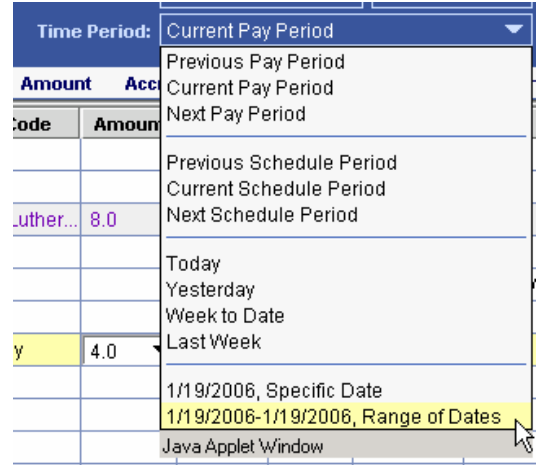 Time Period: Current Pay Period
Previous Pay Period
Amount
Current Pay Period
Next Pay Period
Code Amoun
Previous Schedule Period
Current Schedule Period
Luther... 8.0 Next Schedule Period
Today
Yesterday
Week to Date
y 4.0 Last Week
1/19/2006, Specific Date
1/19/2006-1/19/2006, Range of Dates
Java Applet Window